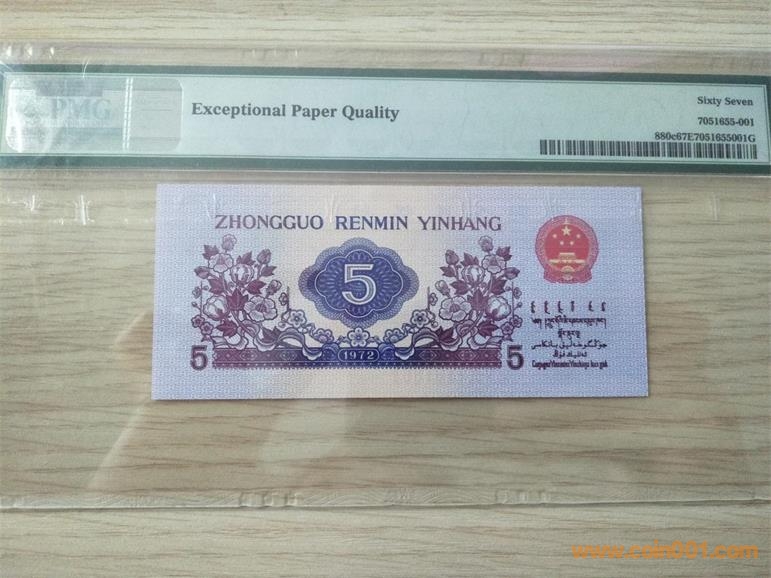 PMG
Exceptional Paper Quality
Sixty Seven
7051655-001
880c67E7051655001G
ZHONGGUO RENMIN YINHANG
5
5
1972
5
www.coin001.com